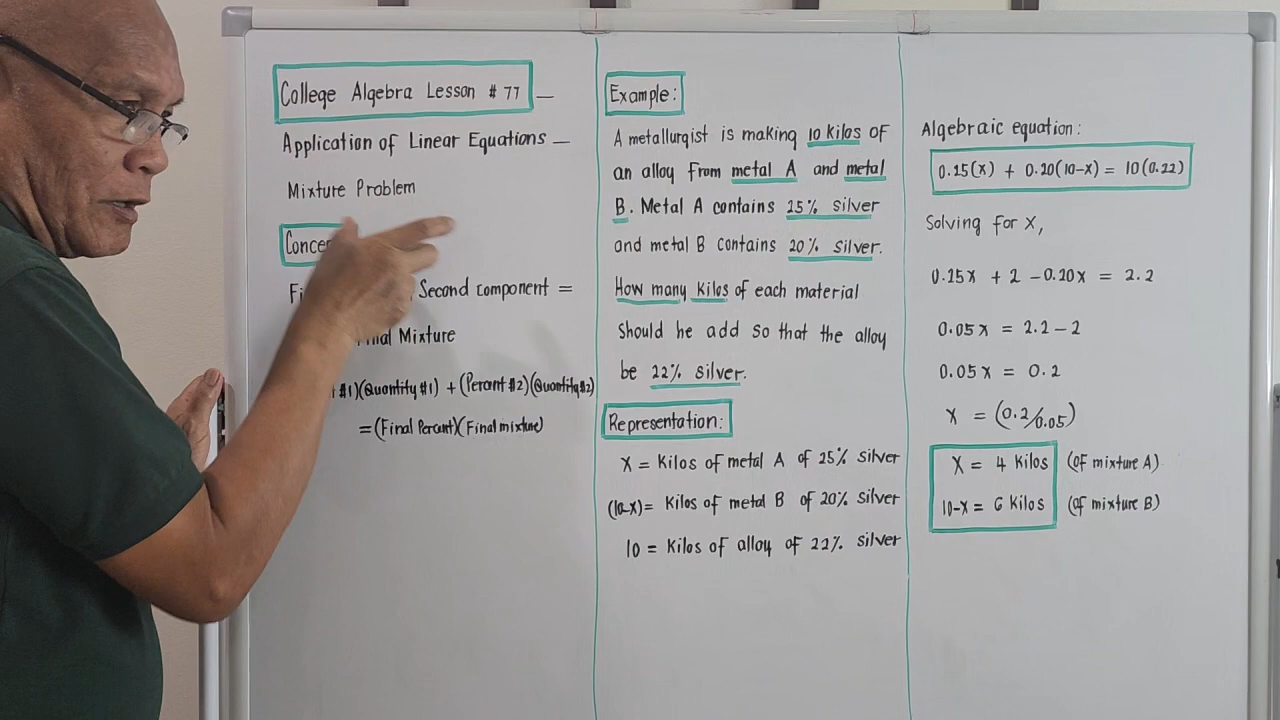 College Algebra Lesson # 77 —
Application of Linear Equations —
Mixture Problem
Second component =
Mixture
#1)(Quantity #1) + (Percent #2)(Quantity #2)
= (Final Percent)(Final mixture)
Example:
A metallurgist is making 10 kilos of
an alloy from metal A and metal
B. Metal A contains 25% silver
and metal B contains 20% silver.
How many kilos of each material
Should he add so that the alloy
be 22% silver.
Representation:
X = Kilos of metal A of 25% silver
(10-X) = Kilos of metal B of 20% silver
10 = Kilos of alloy of 22% silver
Algebraic equation:
0.25(X) + 0.20(10-X) = 10(0.22)
Solving for X,
0.25X + 2 - 0.20X = 2.2
0.05X = 2.2 - 2
0.05X = 0.2
X = (0.2/0.05)
X = 4 Kilos (of mixture A)
10-X = 6 Kilos (of mixture B)